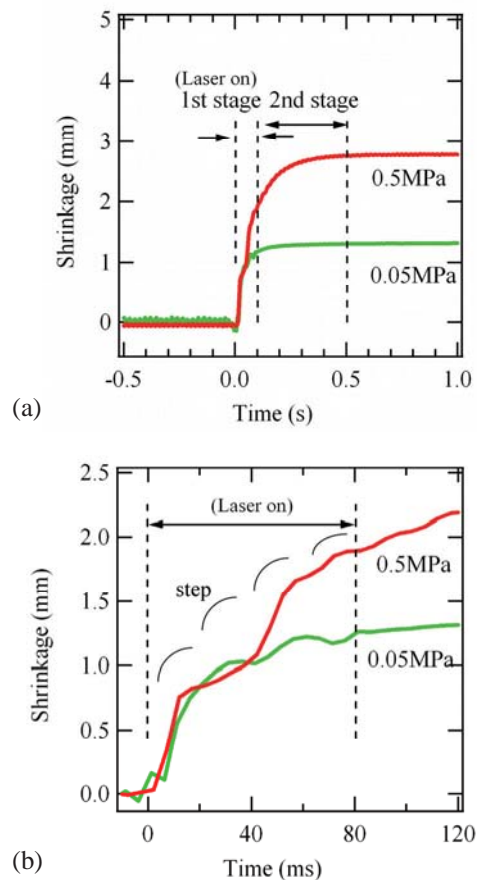 5
4
(Laser on)
1st stage 2nd stage
3
0.5MPa
2
0.05MPa
1
0
Shrinkage (mm)
-0.5 0.0 0.5 1.0
Time (s)
(a)
2.5
(Laser on)
2.0
0.5MPa
step
1.5
0.05MPa
1.0
0.5
0.0
Shrinkage (mm)
0 40 80 120
Time (ms)
(b)